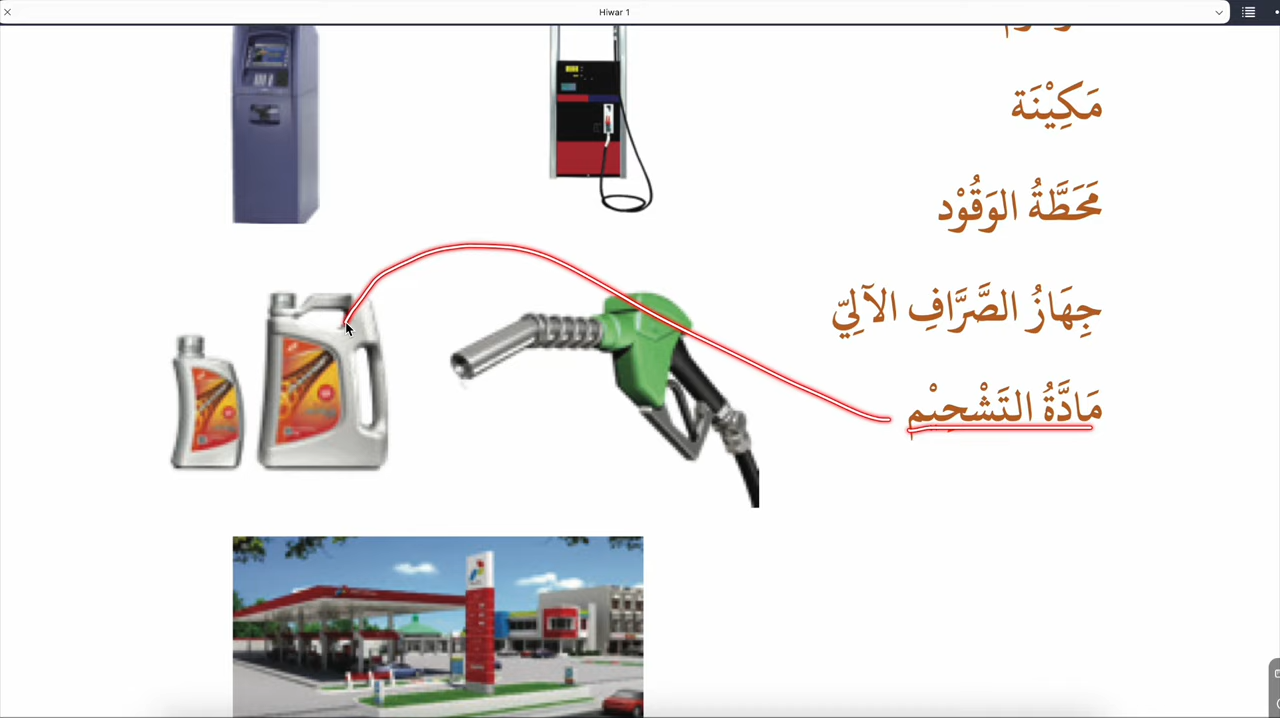 Hiwar 1
مَكِيْنَة
مَحَطَّةُ الوَقُوْد
جِهَازُ الصَّرَّافِ الآلِيِّ
مَادَّةُ التَشْحِيْمِ